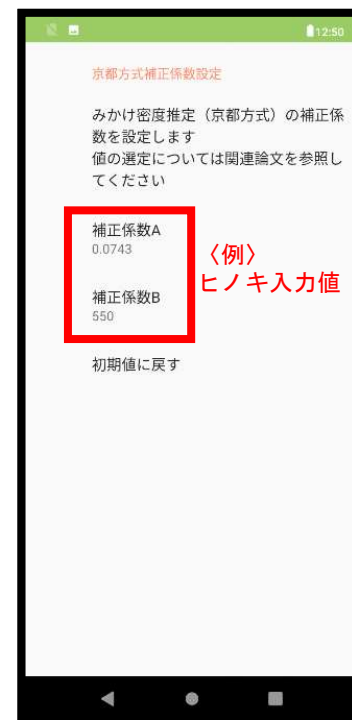 12:50
京都方式補正係数設定
みかけ密度推定（京都方式）の補正係
数を設定します
値の選定については関連論文を参照し
てください
補正係数A
0.0743
〈例〉
ヒノキ入力値
補正係数B
550
初期値に戻す